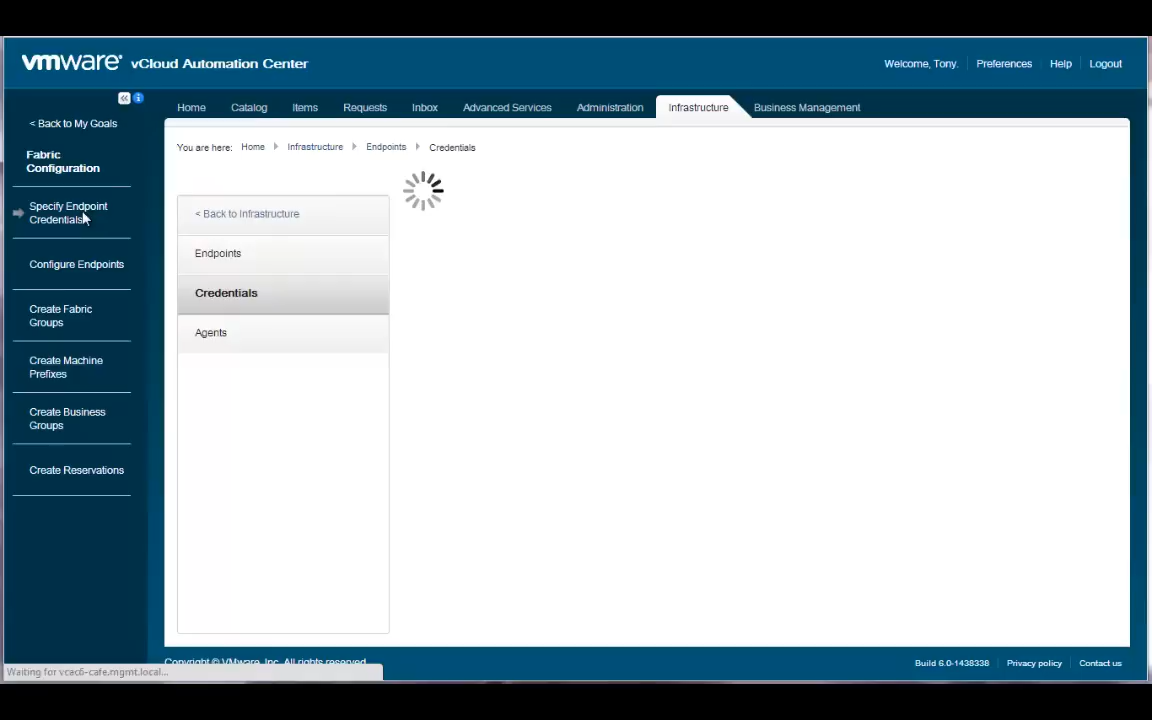 vmware® vCloud Automation Center
Welcome, Tony. Preferences Help Logout
Home Catalog Items Requests Inbox Advanced Services Administration Infrastructure Business Management
< Back to My Goals
Fabric
Configuration
Specify Endpoint
Credentials
Configure Endpoints
Create Fabric
Groups
Create Machine
Prefixes
Create Business
Groups
Create Reservations
You are here: Home Infrastructure Endpoints Credentials
< Back to Infrastructure
Endpoints
Credentials
Agents
Copyright © VMware, Inc. All rights reserved.
Build 6.0-1438338 Privacy policy Contact us
Waiting for vcac6-cafe.mgmt.local...